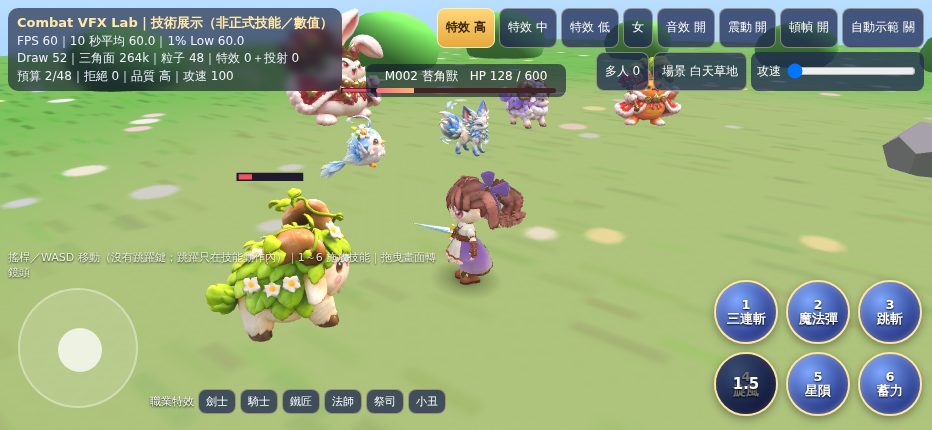 Combat VFX Lab | 技術展示（非正式技能／數值）
FPS 60 | 10 秒平均 60.0 | 1% Low 60.0
Draw 52 | 三角面 264k | 粒子 48 | 特效 0＋投射 0
預算 2/48 | 拒絕 0 | 品質 高 | 攻速 100
特效 高
特效 中
特效 低
女
音效 開
震動 開
頓幀 開
自動示範 關
多人 0
場景 白天草地
攻速
M002 苔角獸 HP 128 / 600
搖桿／WASD 移動（沒有跳躍鍵；跳躍只在技能動作內） | 1～6 施放技能 | 拖曳畫面轉
鏡頭
1
三連斬
2
魔法彈
3
跳斬
4
1.5
旋風
5
星隕
6
蓄力
職業特效
劍士
騎士
鐵匠
法師
祭司
小丑